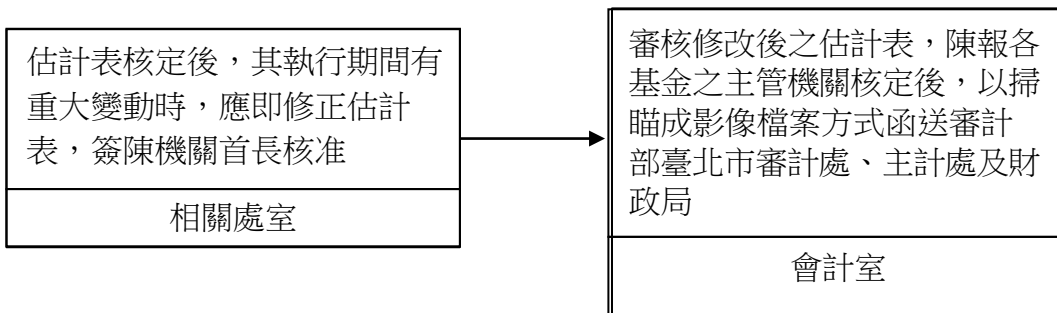 估計表核定後，其執行期間有
重大變動時，應即修正估計
表，簽陳機關首長核准
相關處室
審核修改後之估計表，陳報各
基金之主管機關核定後，以掃
瞄成影像檔案方式函送審計
部臺北市審計處、主計處及財
政局
會計室